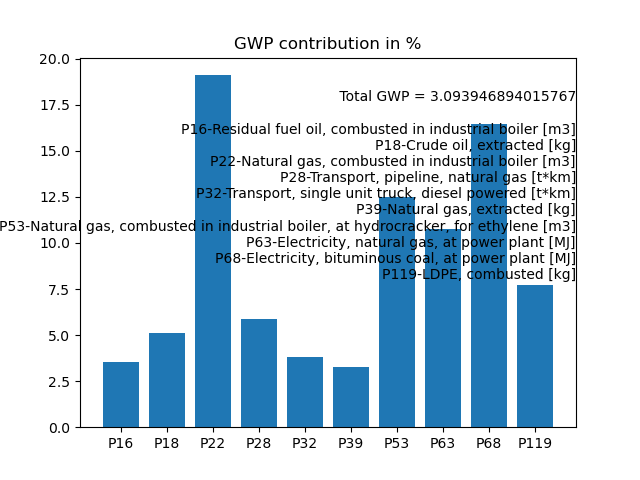 GWP contribution in %
20.0
Total GWP = 3.093946894015767
17.5
P16-Residual fuel oil, combusted in industrial boiler [m3]
15.0
P18-Crude oil, extracted [kg]
P22-Natural gas, combusted in industrial boiler [m3]
P28-Transport, pipeline, natural gas [t*km]
12.5
P32-Transport, single unit truck, diesel powered [t*km]
P39-Natural gas, extracted [kg]
P53-Natural gas, combusted in industrial boiler, at hydrocracker, for ethylene [m3]
10.0
P63-Electricity, natural gas, at power plant [MJ]
P68-Electricity, bituminous coal, at power plant [MJ]
P119-LDPE, combusted [kg]
7.5
5.0
2.5
0.0
P16 P18 P22 P28 P32 P39 P53 P63 P68 P119